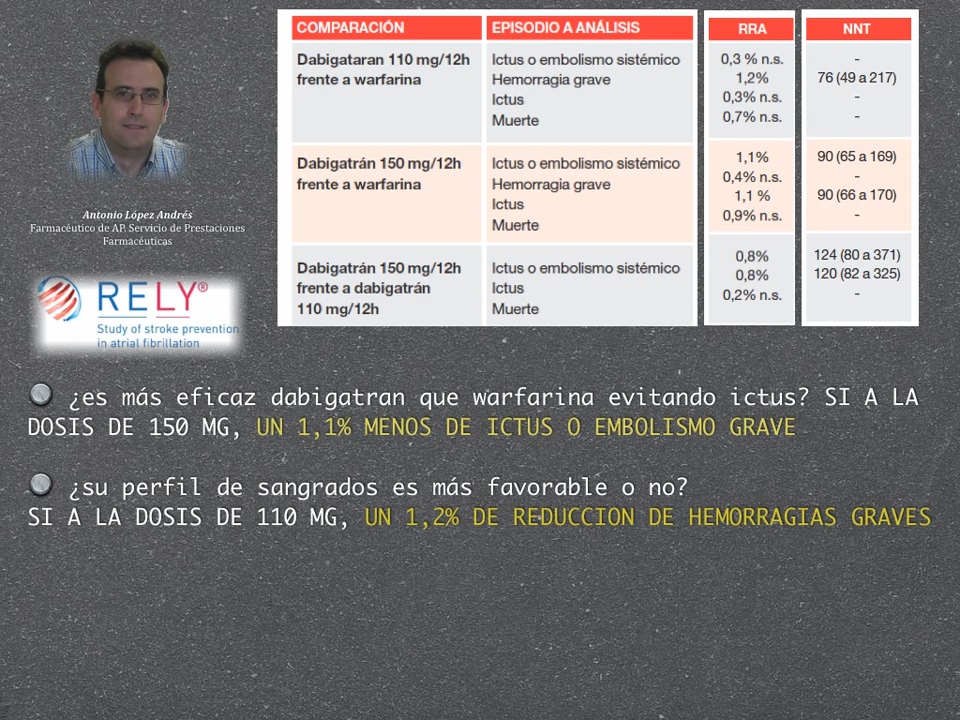 COMPARACIÓN EPISODIO A ANÁLISIS RRA NNT
Dabigataran 110 mg/12h Ictus o embolismo sistémico 0,3 % n.s. -
frente a warfarina Hemorragia grave 1,2% 76 (49 a 217)
Ictus 0,3% n.s. -
Muerte 0,7% n.s. -
Dabigatrán 150 mg/12h Ictus o embolismo sistémico 1,1% 90 (65 a 169)
frente a warfarina Hemorragia grave 0,4% n.s. -
Ictus 1,1 % 90 (66 a 170)
Muerte 0,9% n.s. -
Dabigatrán 150 mg/12h Ictus o embolismo sistémico 0,8% 124 (80 a 371)
frente a dabigatrán Ictus 0,8% 120 (82 a 325)
110 mg/12h Muerte 0,2% n.s. -
Antonio López Andrés
Farmacéutico de AP. Servicio de Prestaciones
Farmacéuticas
RELY®
Study of stroke prevention
in atrial fibrillation
¿es más eficaz dabigatran que warfarina evitando ictus? SI A LA
DOSIS DE 150 MG, UN 1,1% MENOS DE ICTUS O EMBOLISMO GRAVE
¿su perfil de sangrados es más favorable o no?
SI A LA DOSIS DE 110 MG, UN 1,2% DE REDUCCION DE HEMORRAGIAS GRAVES